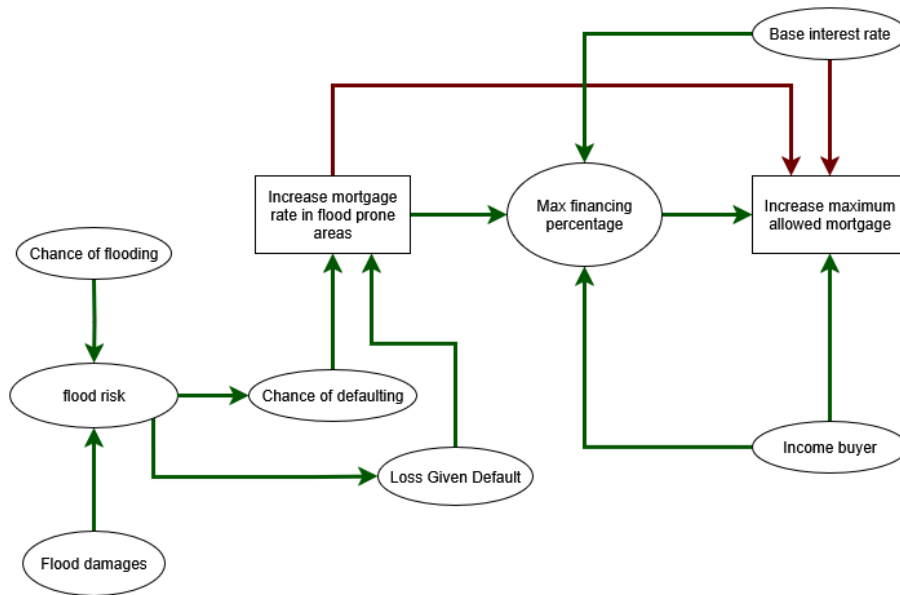 Base interest rate
Increase mortgage
rate in flood prone
areas
Max financing
percentage
Increase maximum
allowed mortgage
Chance of flooding
flood risk
Chance of defaulting
Income buyer
Loss Given Default
Flood damages